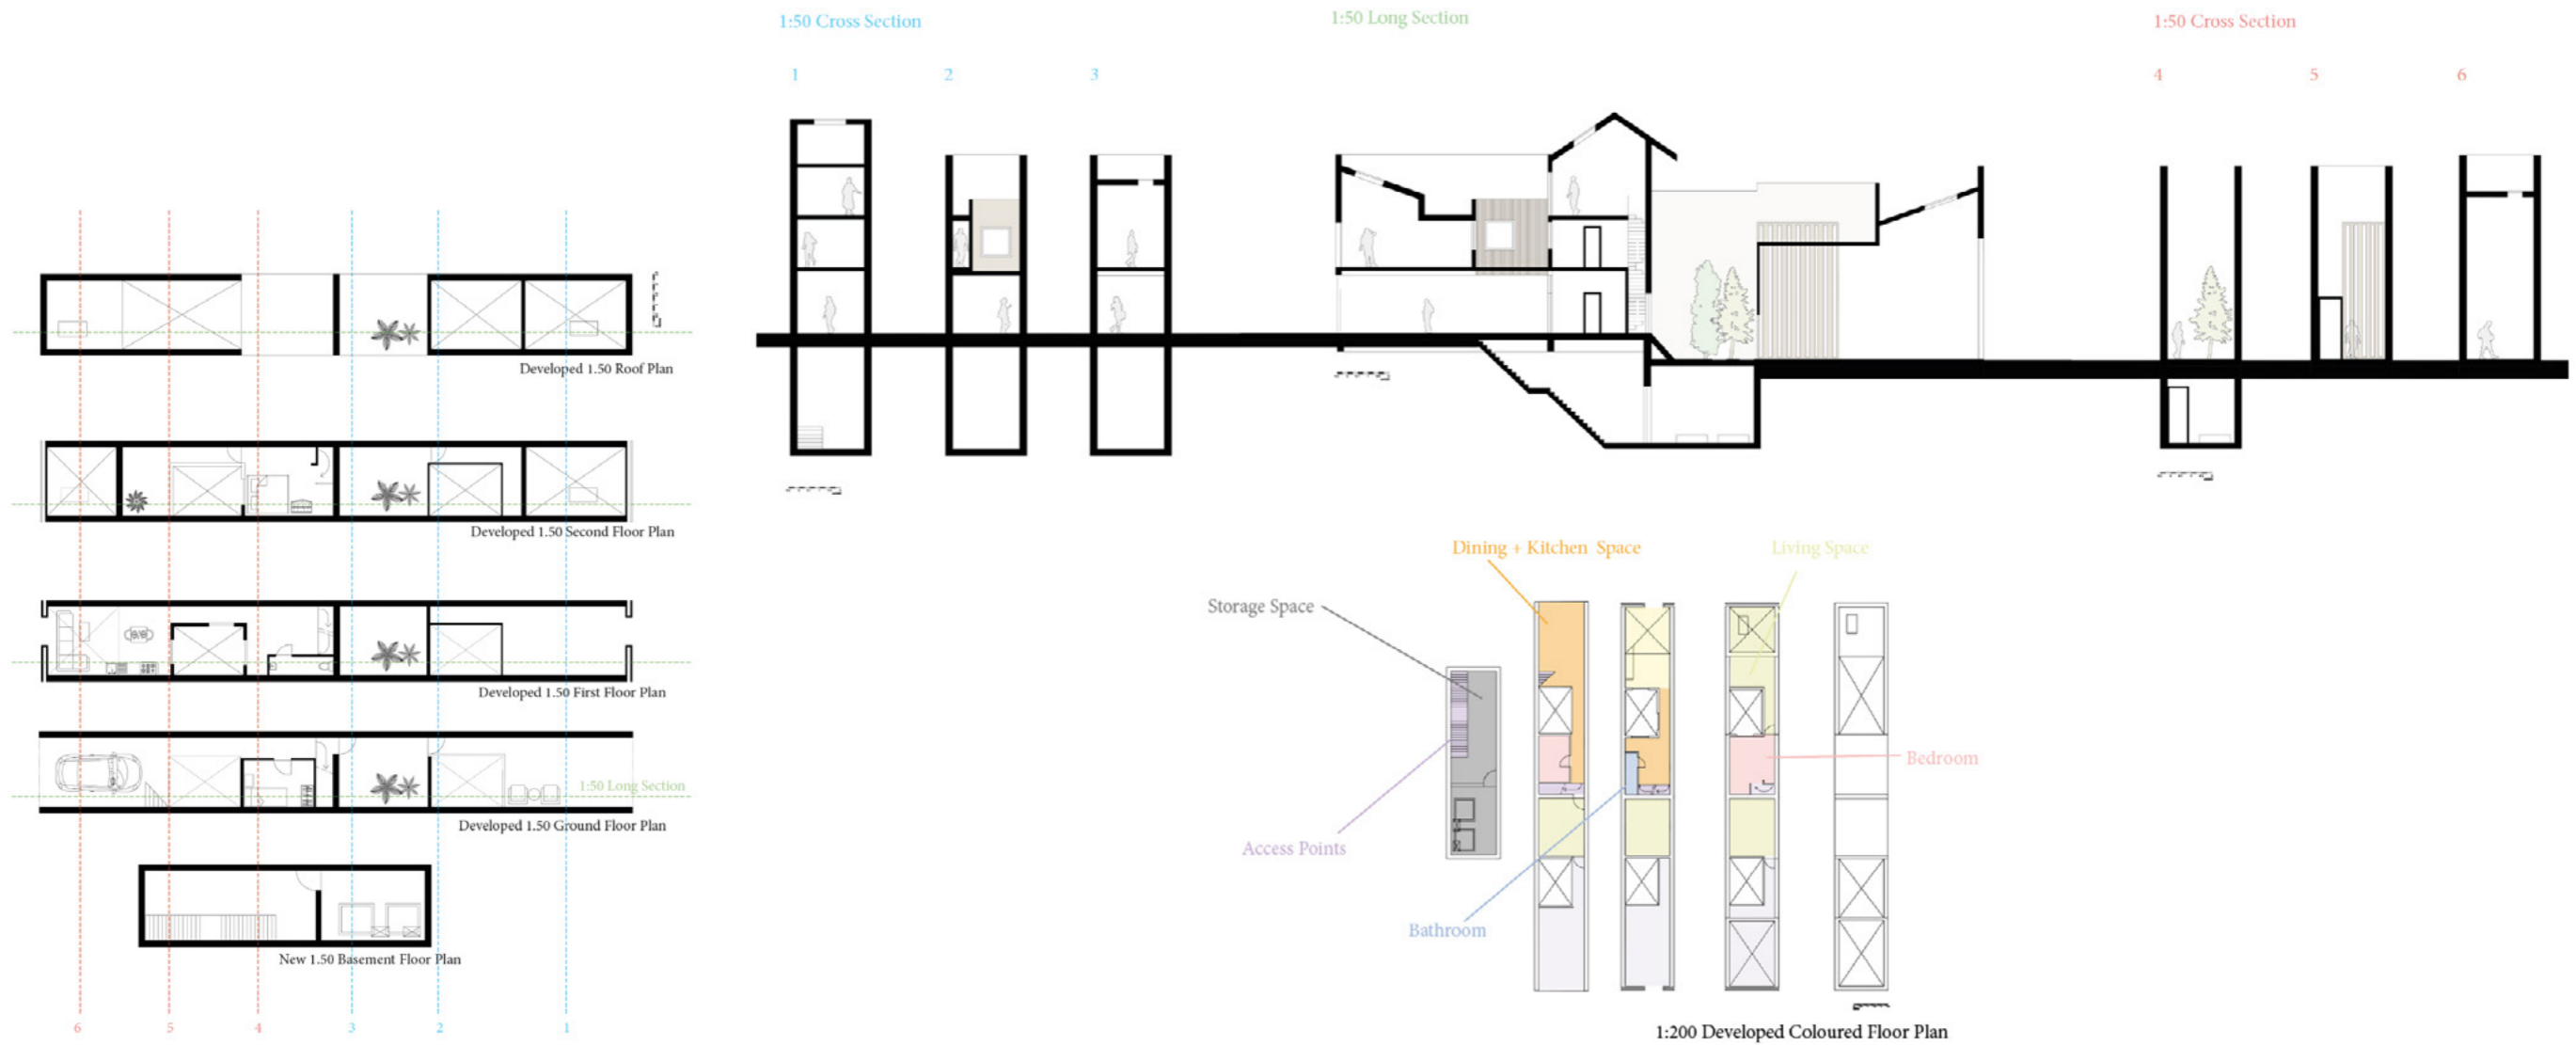 1:50 Cross Section
1:50 Long Section
1:50 Cross Section
1
2
3
4
5
6
Developed 1.50 Roof Plan
Developed 1.50 Second Floor Plan
Developed 1.50 First Floor Plan
1:50 Long Section
Developed 1.50 Ground Floor Plan
New 1.50 Basement Floor Plan
6
5
4
3
2
1
Dining + Kitchen Space
Living Space
Storage Space
Bedroom
Access Points
Bathroom
1:200 Developed Coloured Floor Plan